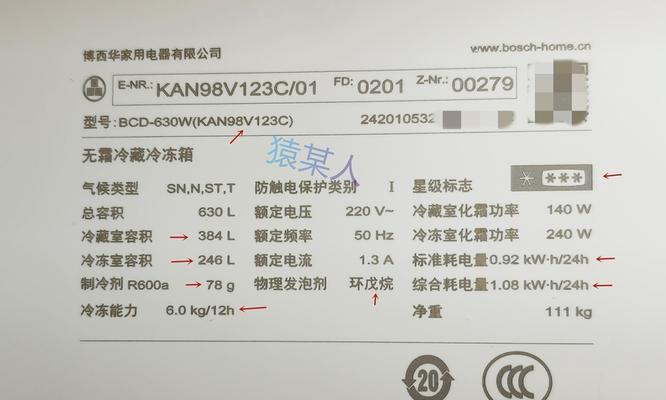 博西华家用电器有限公司 www.bosch-home.cn
E-NR.: KAN98V123C/01 FD: 0201 Z-Nr.: 00279
型号: BCD-630W(KAN98V123C) 242010532
猿某人
无霜冷藏冷冻箱
气候类型 SN,N,ST,T 防触电保护类别 I 星级标志
总容积 630 L 额定电压 220 V~ 冷藏室化霜功率 140 W
冷藏室容积 384 L 额定频率 50 Hz 冷冻室化霜功率 240 W
冷冻室容积 246 L 额定电流 1.3 A 标准耗电量0.92 kW·h/24h
制冷剂 R600a 78 g 物理发泡剂 环戊烷 综合耗电量1.08 kW·h/24h
冷冻能力 6.0 kg/12h 净重 111 kg
20